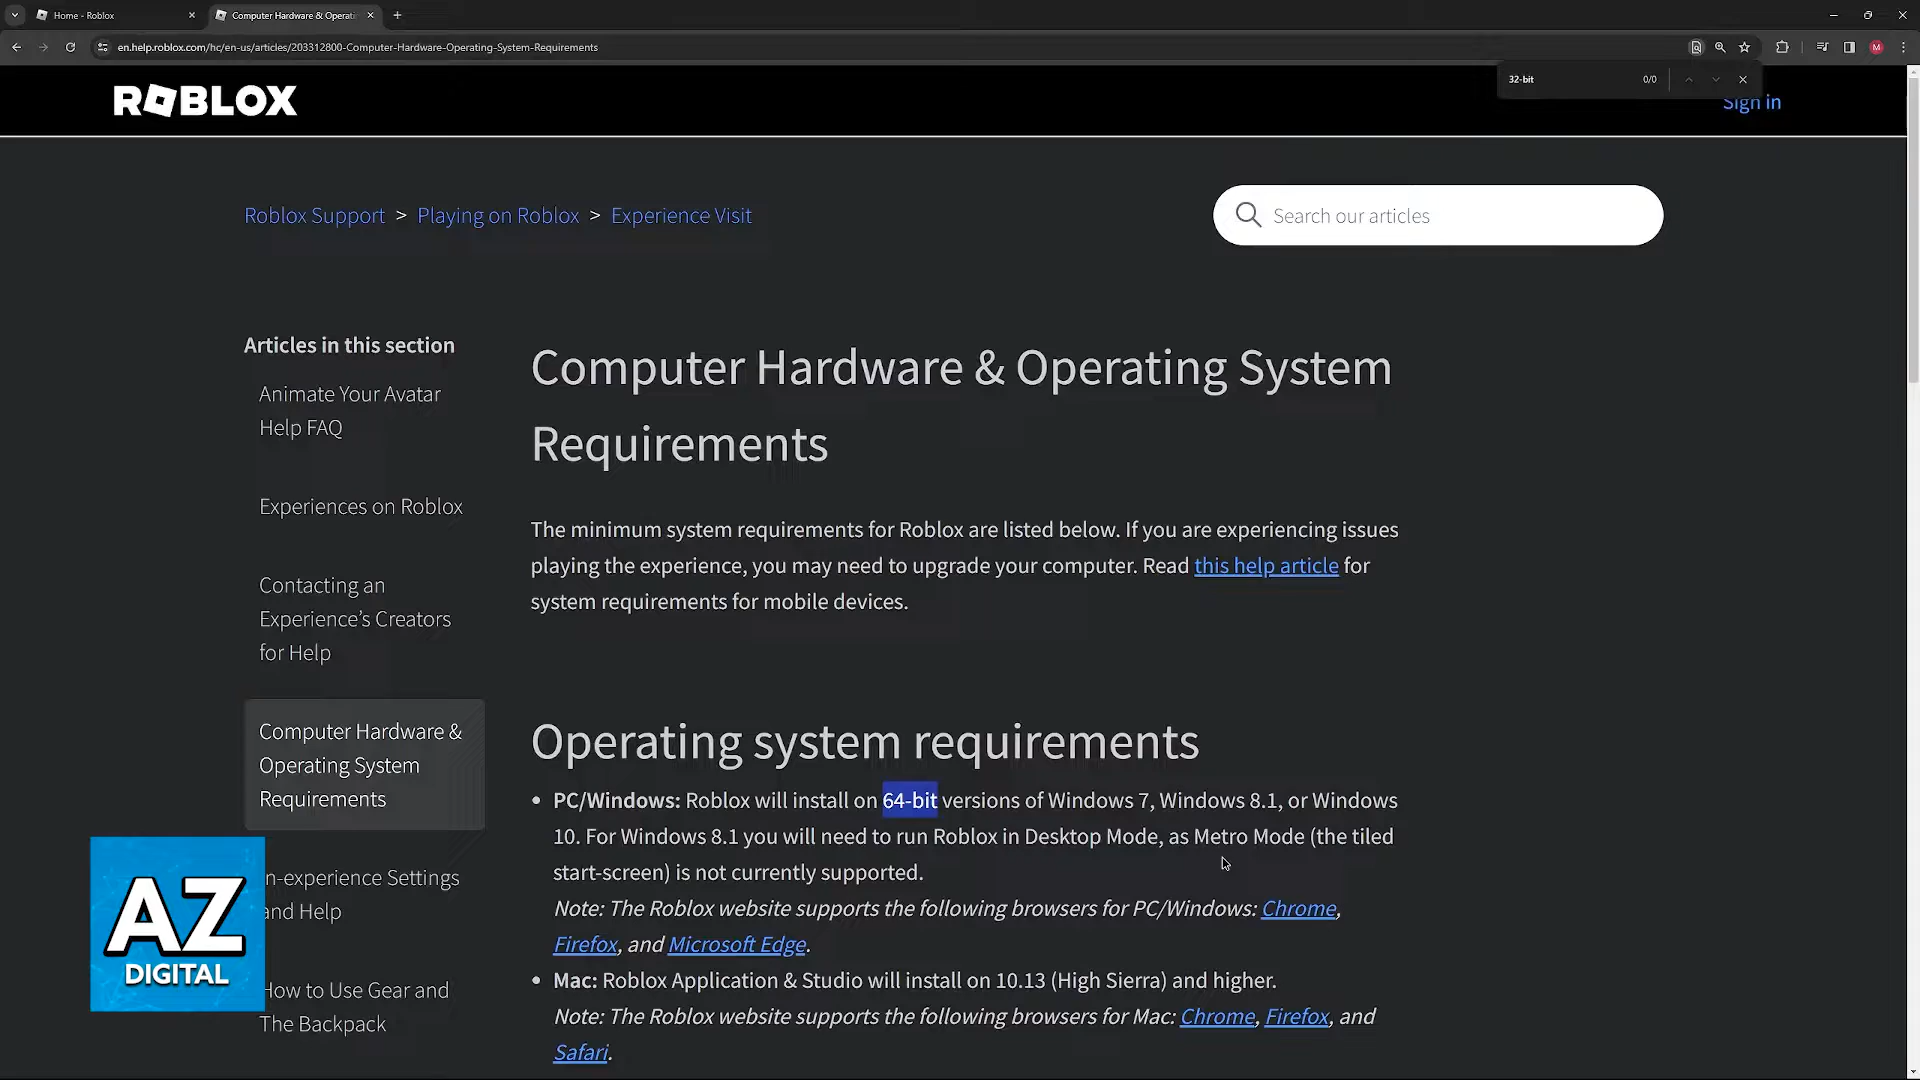 Home - Roblox
Computer Hardware & Operat
en.help.roblox.com/hc/en-us/articles/203312800-Computer-Hardware-Operating-System-Requirements
M
32-bit
0/0
ROBLOX
Sign in
Roblox Support > Playing on Roblox > Experience Visit
Search our articles
Articles in this section
Animate Your Avatar
Help FAQ
Experiences on Roblox
Contacting an
Experience’s Creators
for Help
Computer Hardware &
Operating System
Requirements
n-experience Settings
and Help
How to Use Gear and
The Backpack
Computer Hardware & Operating System
Requirements
The minimum system requirements for Roblox are listed below. If you are experiencing issues
playing the experience, you may need to upgrade your computer. Read this help article for
system requirements for mobile devices.
Operating system requirements
• PC/Windows: Roblox will install on 64-bit versions of Windows 7, Windows 8.1, or Windows
10. For Windows 8.1 you will need to run Roblox in Desktop Mode, as Metro Mode (the tiled
start-screen) is not currently supported.
Note: The Roblox website supports the following browsers for PC/Windows: Chrome,
Firefox, and Microsoft Edge.
• Mac: Roblox Application & Studio will install on 10.13 (High Sierra) and higher.
Note: The Roblox website supports the following browsers for Mac: Chrome, Firefox, and
Safari.
AZ
DIGITAL